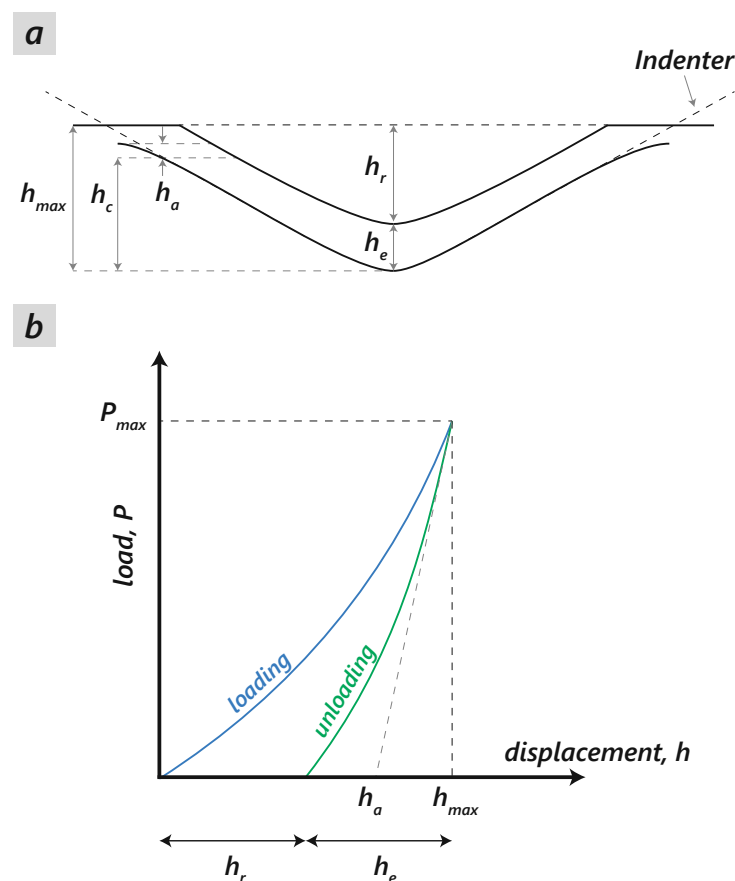 a
Indenter
h_r
h_max
h_c
h_a
h_e
b
P_max
load, P
loading
unloading
displacement, h
h_a
h_max
h_r
h_e